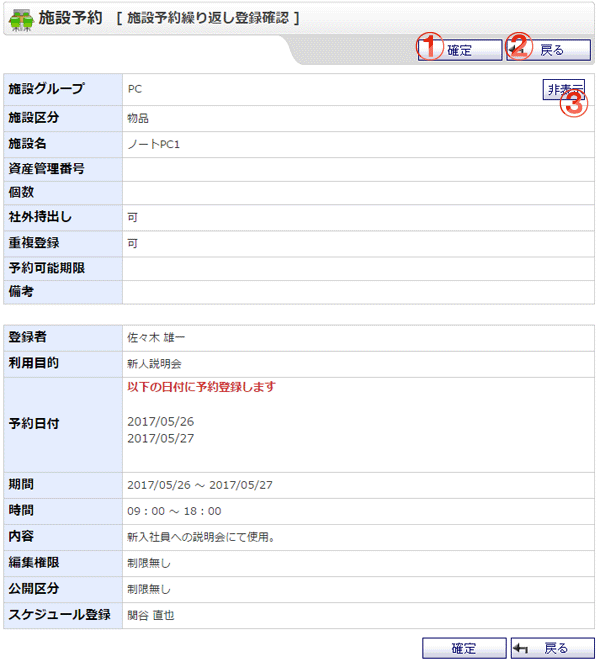 施設予約 [ 施設予約繰り返し登録確認 ]
① 確定 ② 戻る
施設グループ PC 非表示 ③
施設区分 物品
施設名 ノートPC1
資産管理番号
個数
社外持出し 可
重複登録 可
予約可能期限
備考
登録者 佐々木 雄一
利用目的 新人説明会
以下の日付に予約登録します
予約日付
2017/05/26
2017/05/27
期間 2017/05/26 ～ 2017/05/27
時間 09：00 ～ 18：00
内容 新入社員への説明会にて使用。
編集権限 制限無し
公開区分 制限無し
スケジュール登録 関谷 直也
確定 戻る